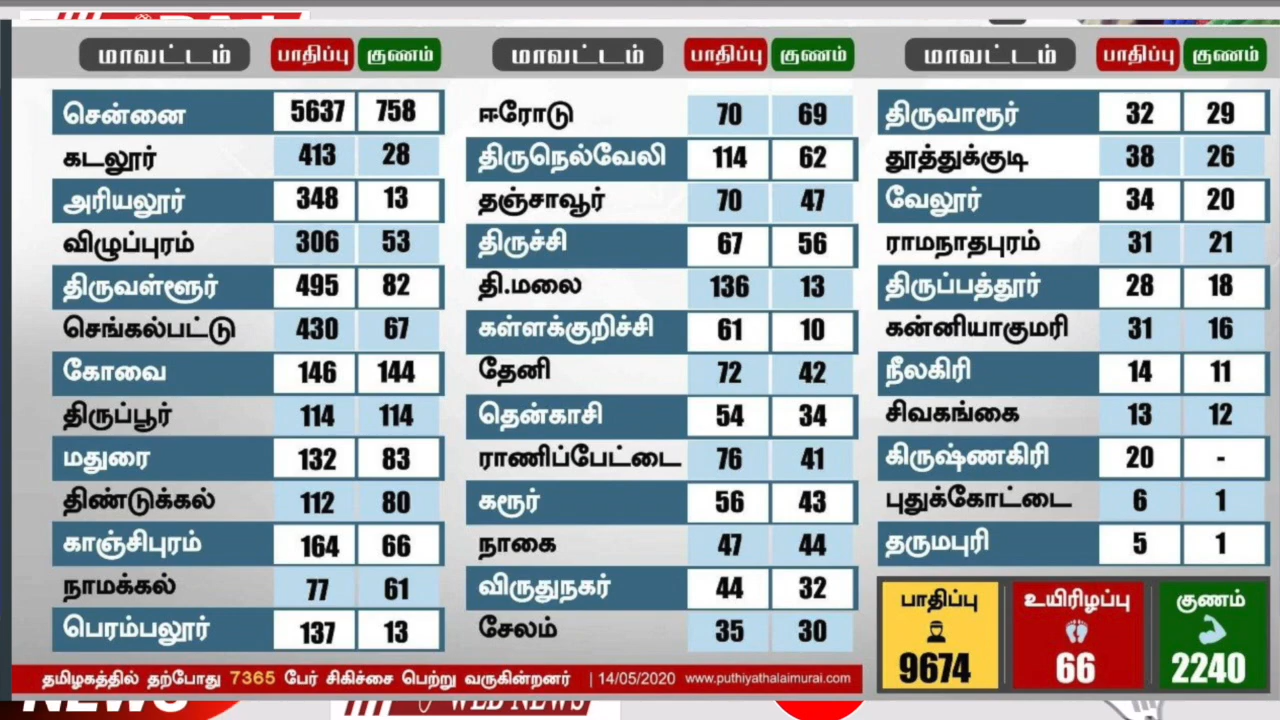 மாவட்டம் பாதிப்பு குணம்
சென்னை 5637 758
கடலூர் 413 28
அரியலூர் 348 13
விழுப்புரம் 306 53
திருவள்ளூர் 495 82
செங்கல்பட்டு 430 67
கோவை 146 144
திருப்பூர் 114 114
மதுரை 132 83
திண்டுக்கல் 112 80
காஞ்சிபுரம் 164 66
நாமக்கல் 77 61
பெரம்பலூர் 137 13
மாவட்டம் பாதிப்பு குணம்
ஈரோடு 70 69
திருநெல்வேலி 114 62
தஞ்சாவூர் 70 47
திருச்சி 67 56
தி.மலை 136 13
கள்ளக்குறிச்சி 61 10
தேனி 72 42
தென்காசி 54 34
ராணிப்பேட்டை 76 41
கரூர் 56 43
நாகை 47 44
விருதுநகர் 44 32
சேலம் 35 30
மாவட்டம் பாதிப்பு குணம்
திருவாரூர் 32 29
தூத்துக்குடி 38 26
வேலூர் 34 20
ராமநாதபுரம் 31 21
திருப்பத்தூர் 28 18
கன்னியாகுமரி 31 16
நீலகிரி 14 11
சிவகங்கை 13 12
கிருஷ்ணகிரி 20 -
புதுக்கோட்டை 6 1
தருமபுரி 5 1
பாதிப்பு உயிரிழப்பு குணம்
9674 66 2240
தமிழகத்தில் தற்போது 7365 பேர் சிகிச்சை பெற்று வருகின்றனர் | 14/05/2020 www.puthiyathalaimurai.com
NEWS WEB NEWS